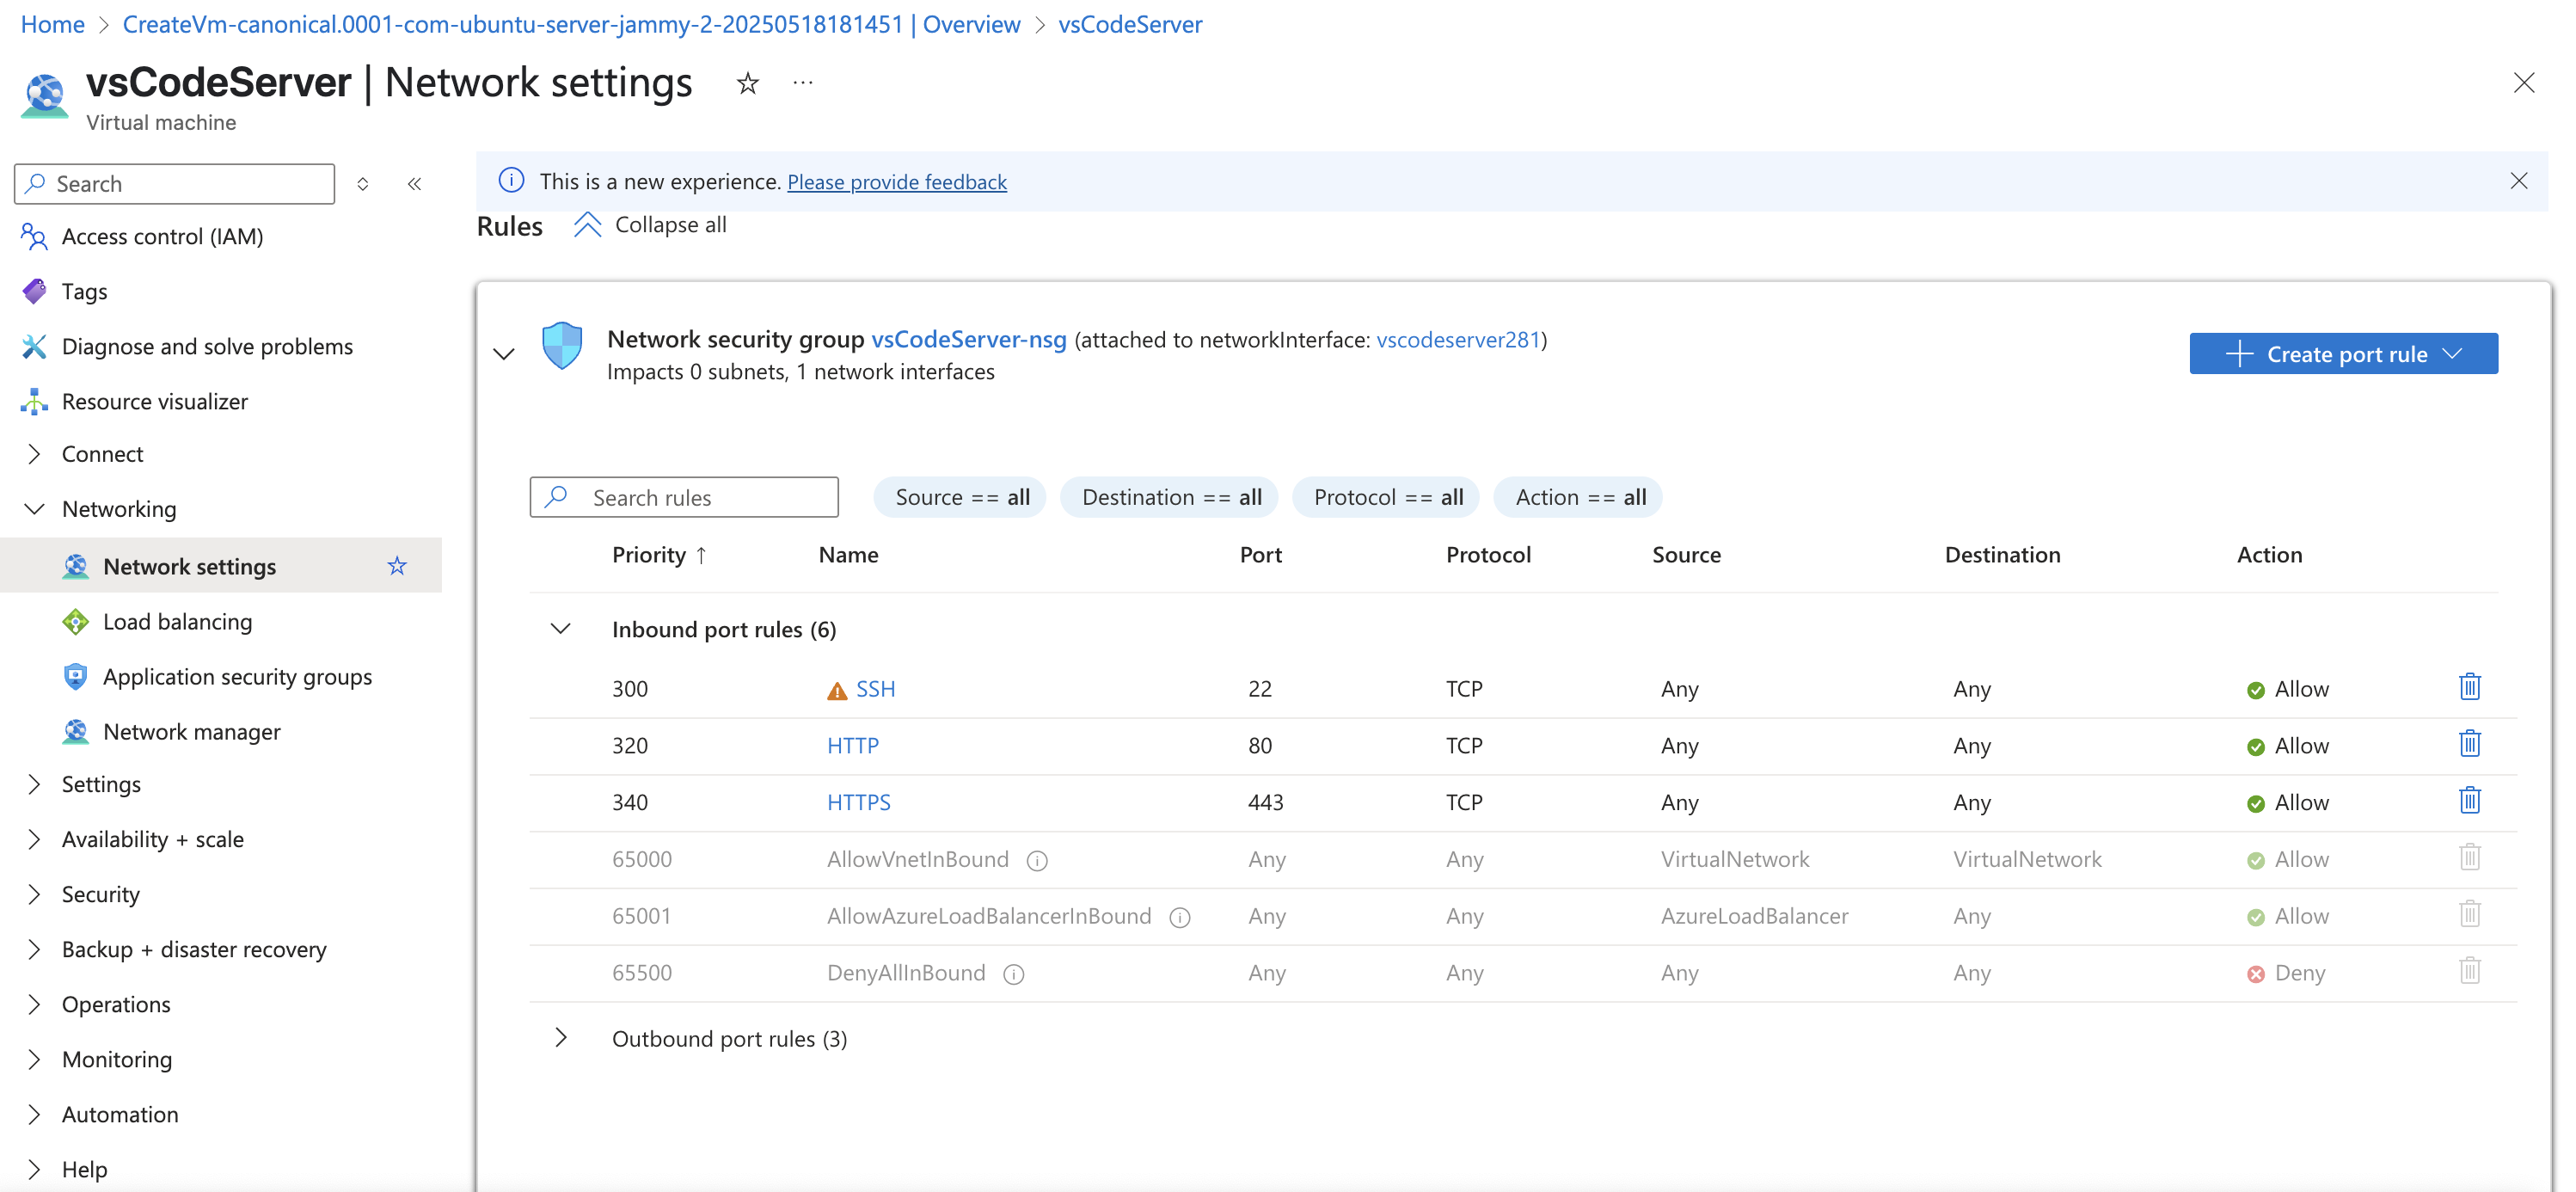 Home > CreateVm-canonical.0001-com-ubuntu-server-jammy-2-20250518181451 | Overview > vsCodeServer
vsCodeServer | Network settings
Virtual machine
Search
Access control (IAM)
Tags
Diagnose and solve problems
Resource visualizer
Connect
Networking
Network settings
Load balancing
Application security groups
Network manager
Settings
Availability + scale
Security
Backup + disaster recovery
Operations
Monitoring
Automation
Help
This is a new experience. Please provide feedback
Rules Collapse all
Network security group vsCodeServer-nsg (attached to networkInterface: vscodeserver281)
Impacts 0 subnets, 1 network interfaces
+ Create port rule
Search rules Source == all Destination == all Protocol == all Action == all
Priority ↑ Name Port Protocol Source Destination Action
Inbound port rules (6)
300 SSH 22 TCP Any Any Allow
320 HTTP 80 TCP Any Any Allow
340 HTTPS 443 TCP Any Any Allow
65000 AllowVnetInBound Any Any VirtualNetwork VirtualNetwork Allow
65001 AllowAzureLoadBalancerInBound Any Any AzureLoadBalancer Any Allow
65500 DenyAllInBound Any Any Any Any Deny
Outbound port rules (3)